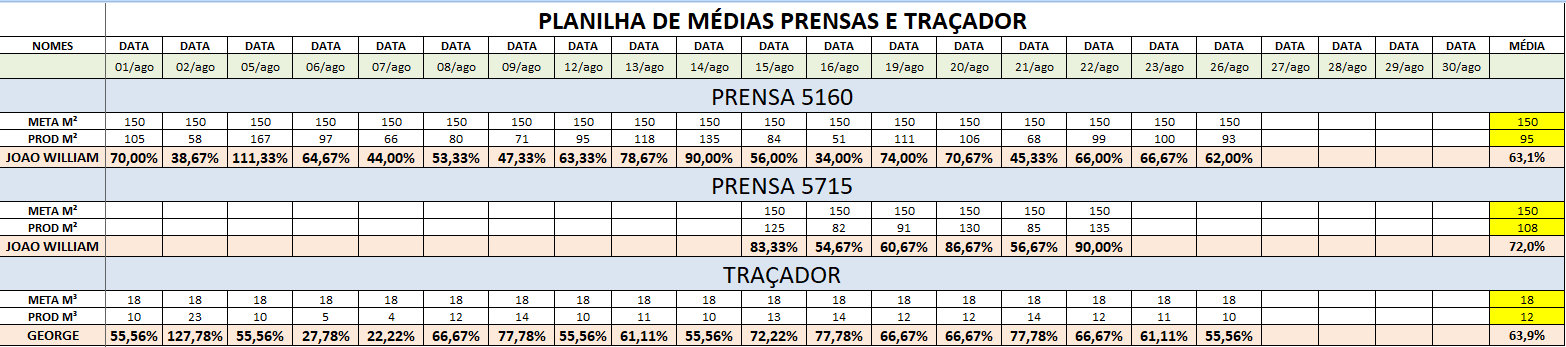 PLANILHA DE MÉDIAS PRENSAS E TRAÇADOR
NOMES DATA DATA DATA DATA DATA DATA DATA DATA DATA DATA DATA DATA DATA DATA DATA DATA DATA DATA DATA DATA DATA DATA MÉDIA
01/ago 02/ago 05/ago 06/ago 07/ago 08/ago 09/ago 12/ago 13/ago 14/ago 15/ago 16/ago 19/ago 20/ago 21/ago 22/ago 23/ago 26/ago 27/ago 28/ago 29/ago 30/ago
PRENSA 5160
META M² 150 150 150 150 150 150 150 150 150 150 150 150 150 150 150 150 150 150 150
PROD M² 105 58 167 97 66 80 71 95 118 135 84 51 111 106 68 99 100 93 95
JOAO WILLIAM 70,00% 38,67% 111,33% 64,67% 44,00% 53,33% 47,33% 63,33% 78,67% 90,00% 56,00% 34,00% 74,00% 70,67% 45,33% 66,00% 66,67% 62,00% 63,1%
PRENSA 5715
META M² 150 150 150 150 150 150 150
PROD M² 125 82 91 130 85 135 108
JOAO WILLIAM 83,33% 54,67% 60,67% 86,67% 56,67% 90,00% 72,0%
TRAÇADOR
META M³ 18 18 18 18 18 18 18 18 18 18 18 18 18 18 18 18 18 18 18
PROD M³ 10 23 10 5 4 12 14 10 11 10 13 14 12 12 14 12 11 10 12
GEORGE 55,56% 127,78% 55,56% 27,78% 22,22% 66,67% 77,78% 55,56% 61,11% 55,56% 72,22% 77,78% 66,67% 66,67% 77,78% 66,67% 61,11% 55,56% 63,9%